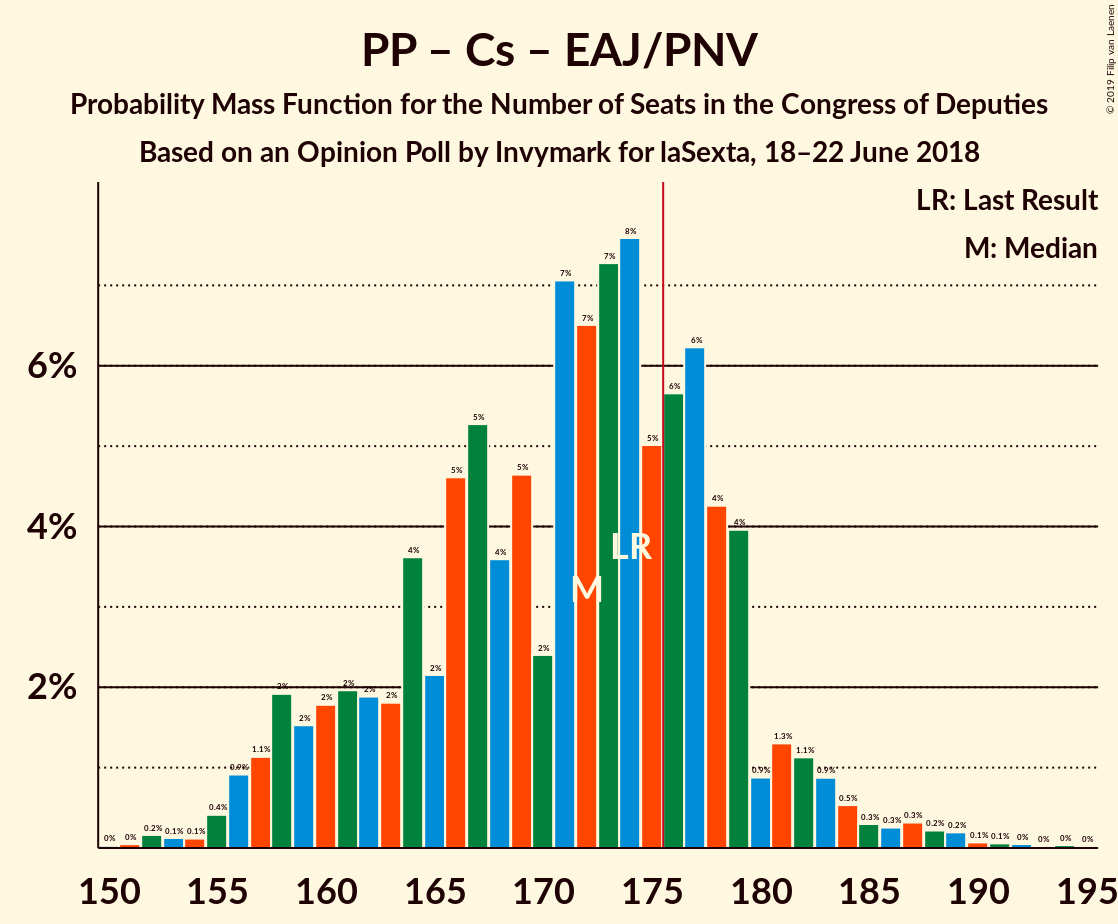 PP – Cs – EAJ/PNV
Probability Mass Function for the Number of Seats in the Congress of Deputies
Based on an Opinion Poll by Invymark for laSexta, 18–22 June 2018
© 2019 Filip van Laenen
LR: Last Result
M: Median
6%
4%
2%
0% 0% 0.2% 0.1% 0.1% 0.4% 0.9% 1.1% 2% 2% 2% 2% 2% 2% 4% 2% 5% 5% 4% 5% 2% 7% 7% 7% 8% 5% 6% 6% 4% 4% 0.9% 1.3% 1.1% 0.9% 0.5% 0.3% 0.3% 0.3% 0.2% 0.2% 0.1% 0.1% 0% 0% 0% 0%
LR
M
150 155 160 165 170 175 180 185 190 195